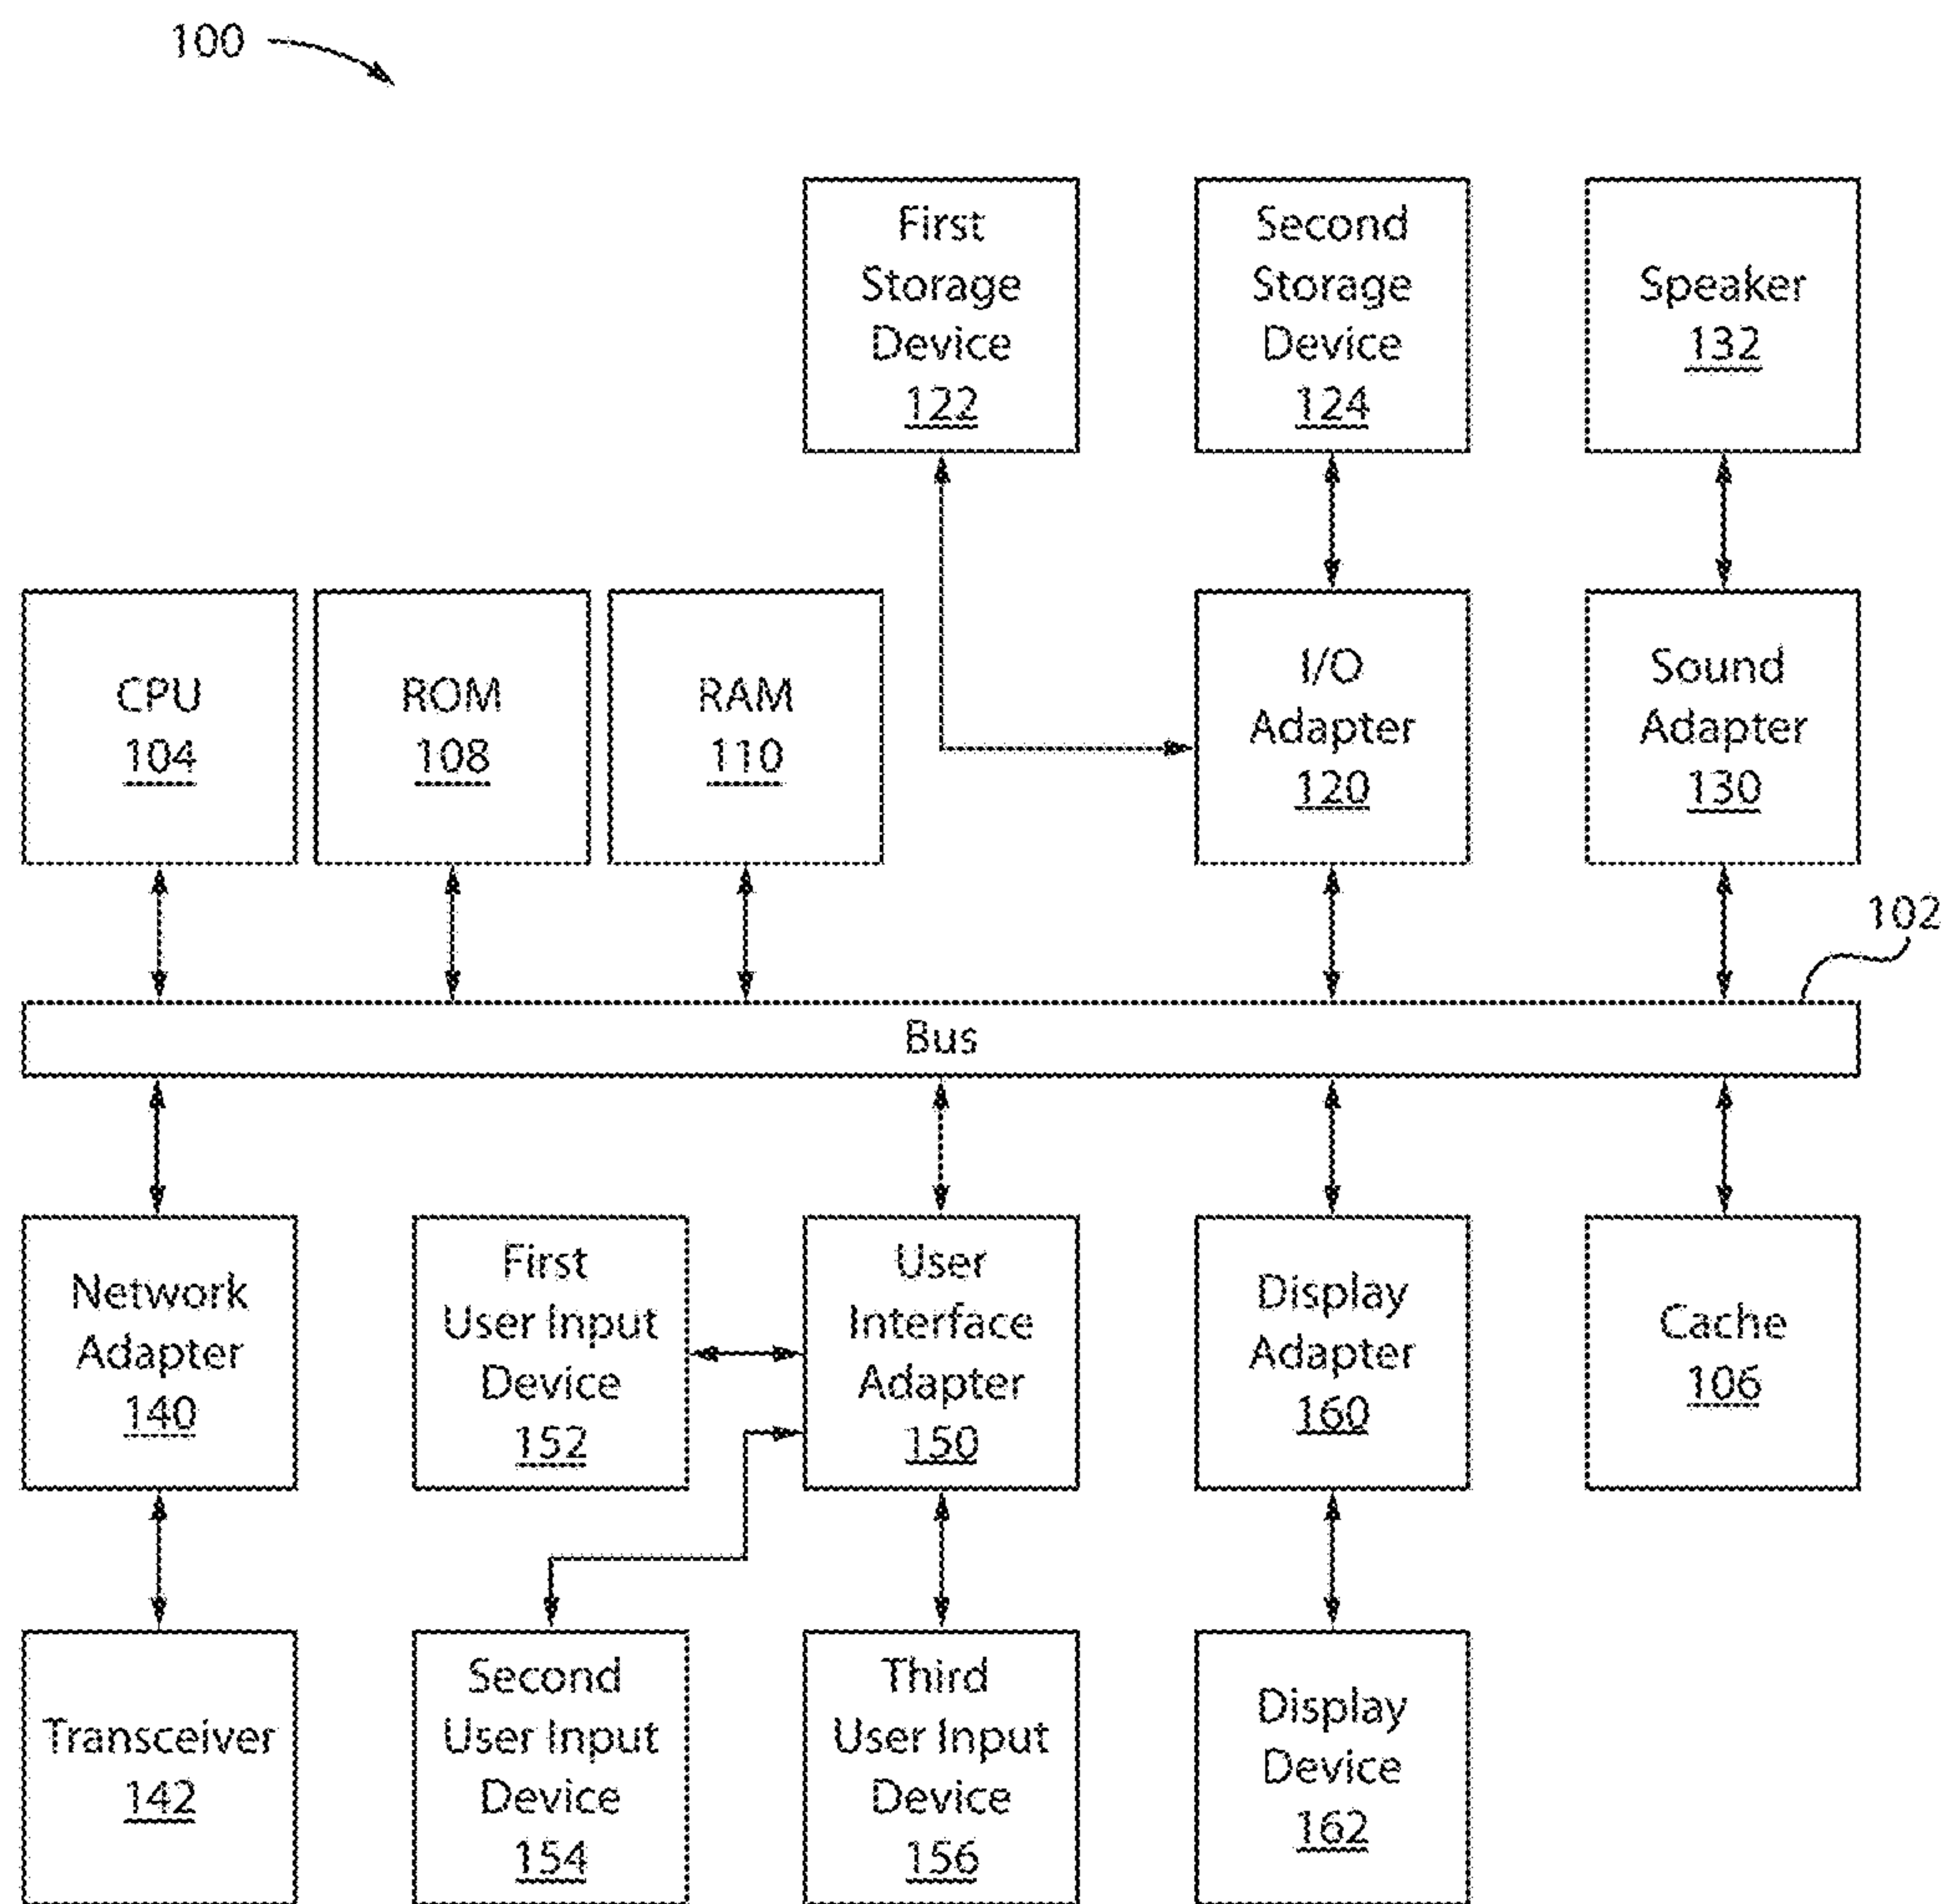 100
First
Storage
Device
122
Second
Storage
Device
124
Speaker
132
CPU
104
ROM
108
RAM
110
I/O
Adapter
120
Sound
Adapter
130
102
Bus
Network
Adapter
140
First
User Input
Device
152
User
Interface
Adapter
150
Display
Adapter
160
Cache
106
Transceiver
142
Second
User Input
Device
154
Third
User Input
Device
156
Display
Device
162